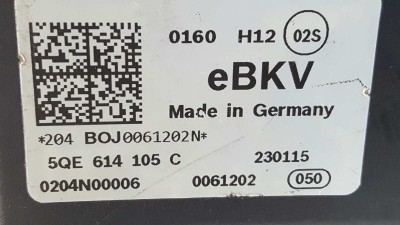 0160 H12 02S
eBKV
Made in Germany
*204 BOJ0061202N*
5QE 614 105 C 230115
0204N00006 0061202 050